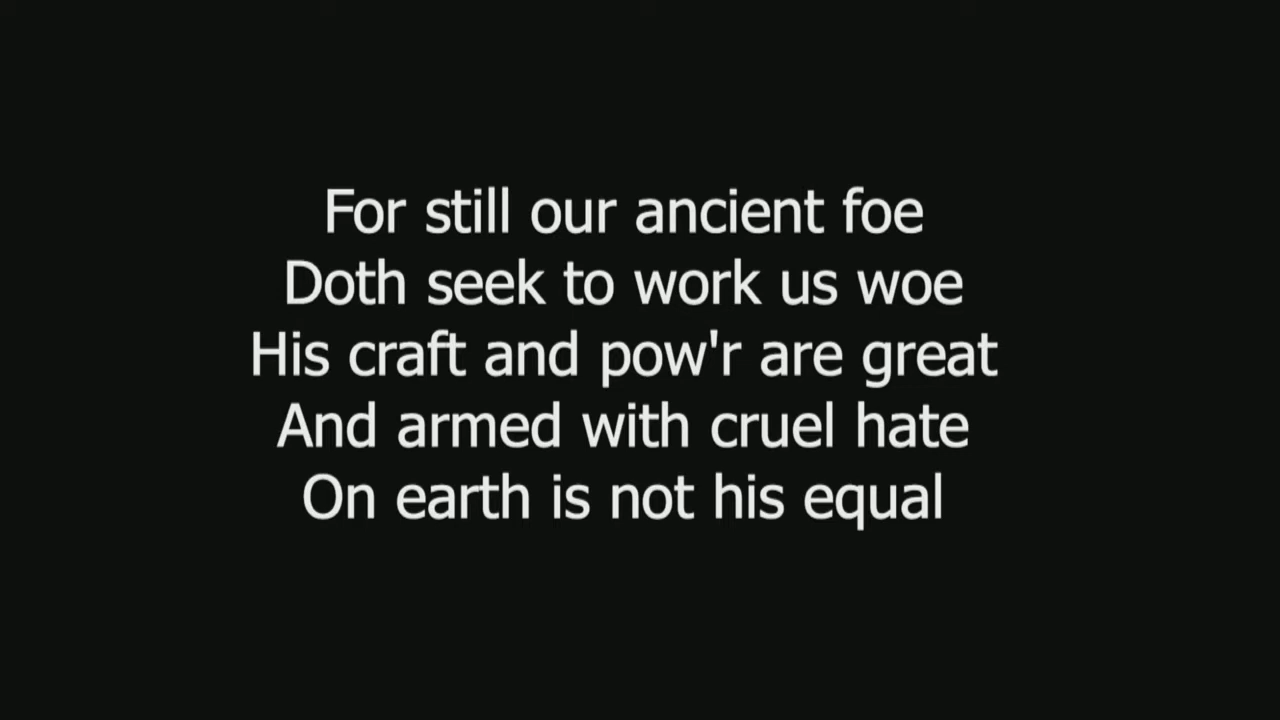 For still our ancient foe
Doth seek to work us woe
His craft and pow'r are great
And armed with cruel hate
On earth is not his equal